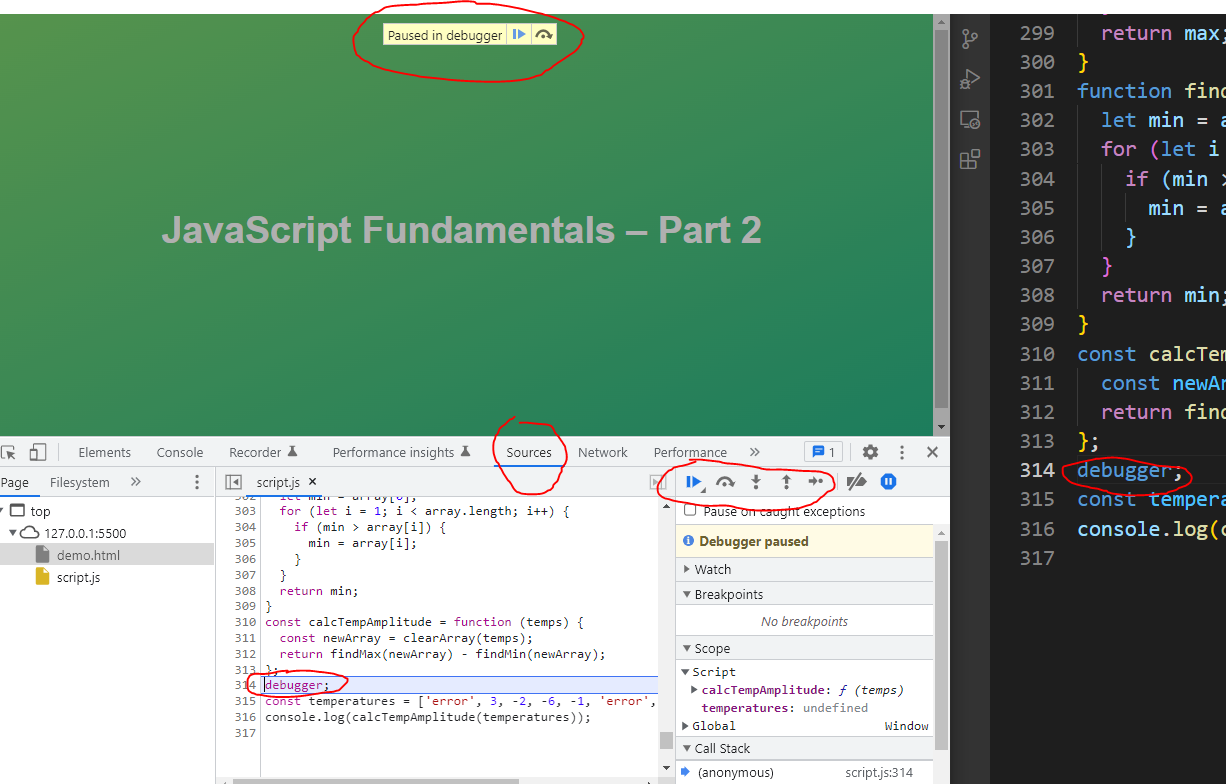 Paused in debugger
JavaScript Fundamentals – Part 2
Elements Console Recorder Performance insights Sources Network Performance » 1
Page Filesystem »
top
127.0.0.1:5500
demo.html
script.js
script.js ×
302 let min = array[0];
303 for (let i = 1; i < array.length; i++) {
304 if (min > array[i]) {
305 min = array[i];
306 }
307 }
308 return min;
309 }
310 const calcTempAmplitude = function (temps) {
311 const newArray = clearArray(temps);
312 return findMax(newArray) - findMin(newArray);
313 };
314 debugger;
315 const temperatures = ['error', 3, -2, -6, -1, 'error',
316 console.log(calcTempAmplitude(temperatures));
317
Pause on caught exceptions
Debugger paused
Watch
Breakpoints
No breakpoints
Scope
Script
calcTempAmplitude: ƒ (temps)
temperatures: undefined
Global Window
Call Stack
(anonymous) script.js:314
299 return max;
300 }
301 function find
302 let min = a
303 for (let i
304 if (min >
305 min = a
306 }
307 }
308 return min;
309 }
310 const calcTem
311 const newAr
312 return find
313 };
314 debugger;
315 const tempera
316 console.log(c
317